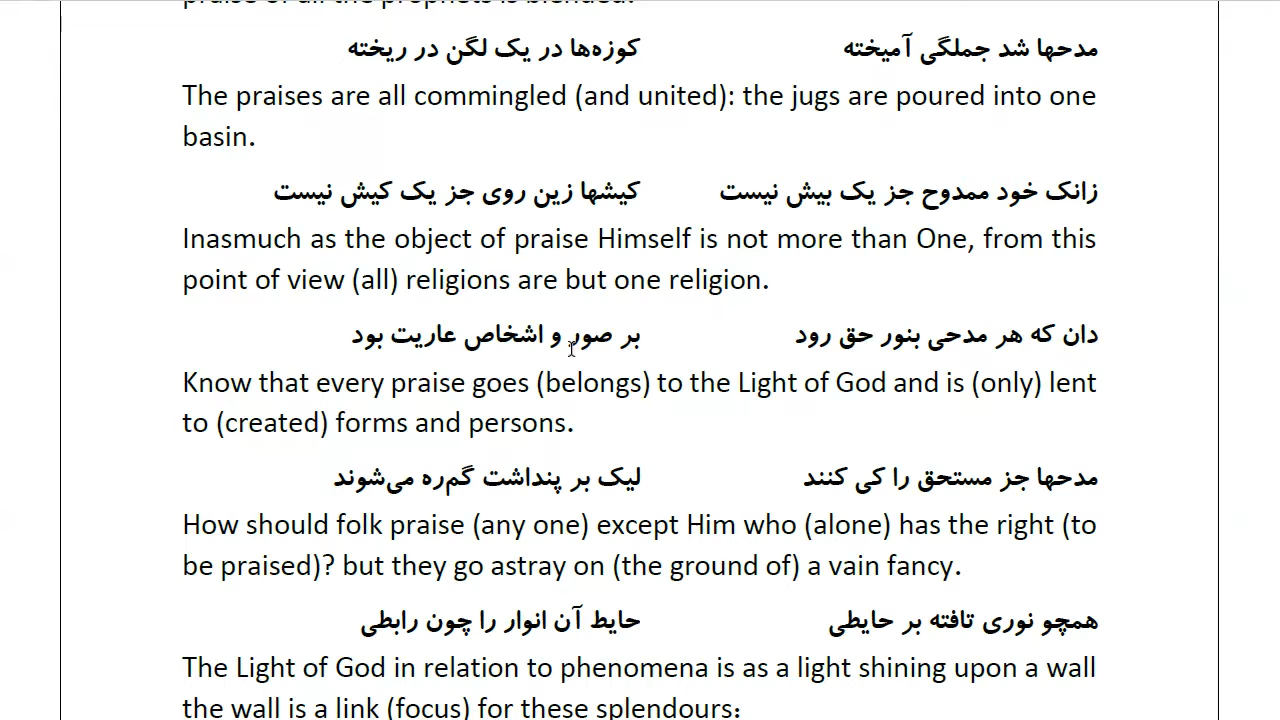 praise of all the prophets is blended.
مدحها شد جملگی آمیخته کوزه‌ها در یک لگن در ریخته
The praises are all commingled (and united): the jugs are poured into one
basin.
زانک خود ممدوح جز یک بیش نیست کیشها زین روی جز یک کیش نیست
Inasmuch as the object of praise Himself is not more than One, from this
point of view (all) religions are but one religion.
دان که هر مدحی بنور حق رود بر صور و اشخاص عاریت بود
Know that every praise goes (belongs) to the Light of God and is (only) lent
to (created) forms and persons.
مدحها جز مستحق را کی کنند لیک بر پنداشت گم‌ره می‌شوند
How should folk praise (any one) except Him who (alone) has the right (to
be praised)? but they go astray on (the ground of) a vain fancy.
همچو نوری تافته بر حایطی حایط آن انوار را چون رابطی
The Light of God in relation to phenomena is as a light shining upon a wall
the wall is a link (focus) for these splendours: